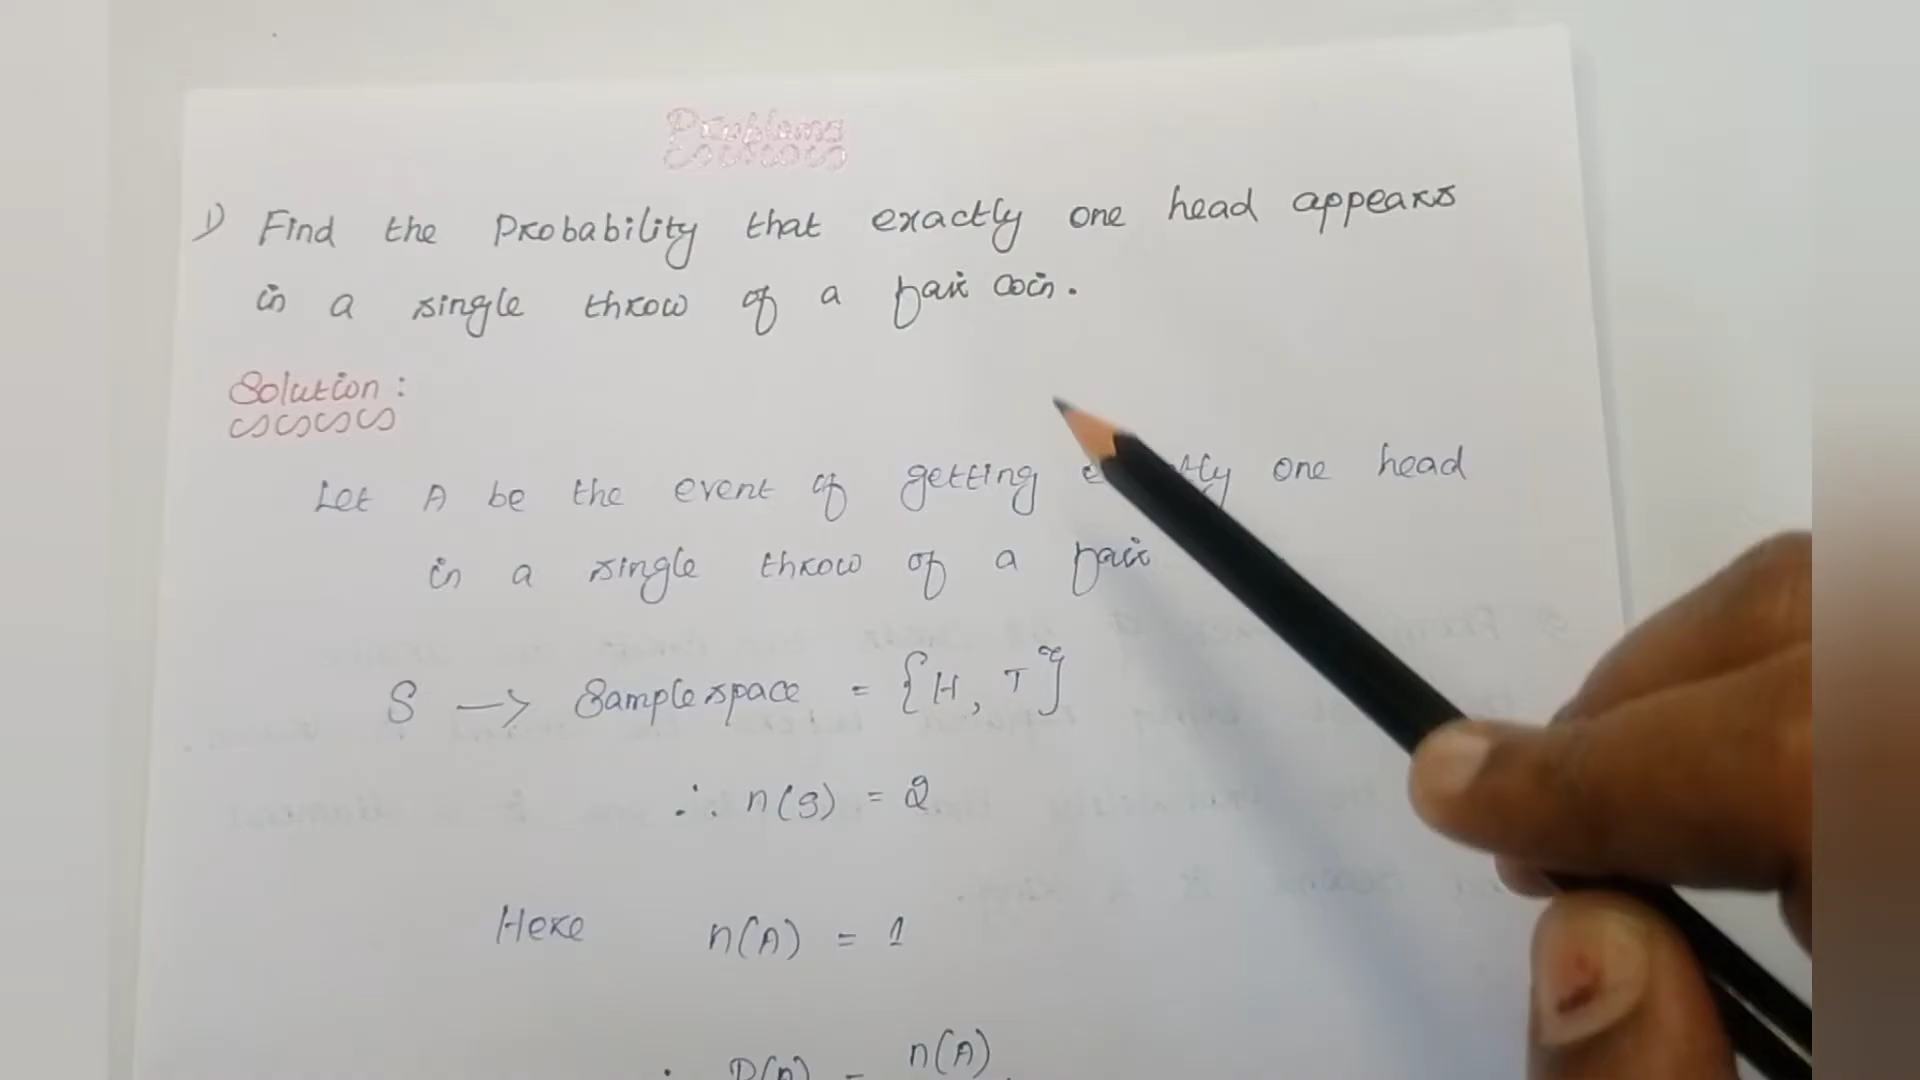 Problems
1) Find the Probability that exactly one head appears
in a single throw of a fair coin.
Solution:
Let A be the event of getting exactly one head
in a single throw of a fair
S → Sample space = {H, T}
∴ n(S) = 2
Here n(A) = 1
∴ P(A) = n(A)